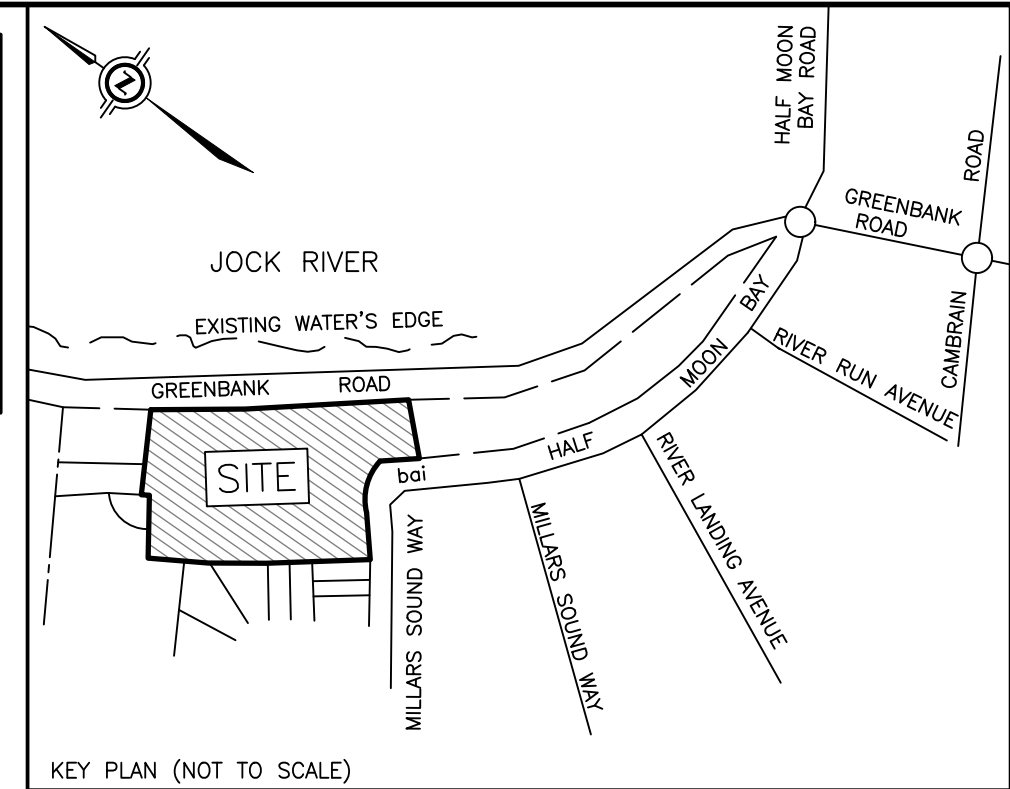 N
HALF MOON
BAY ROAD
ROAD
GREENBANK
ROAD
JOCK RIVER
EXISTING WATER'S EDGE
GREENBANK ROAD
CAMBRAIN
BAY
MOON
RIVER RUN AVENUE
HALF
SITE
bai
RIVER LANDING AVENUE
MILLARS SOUND WAY
MILLARS SOUND WAY
KEY PLAN (NOT TO SCALE)